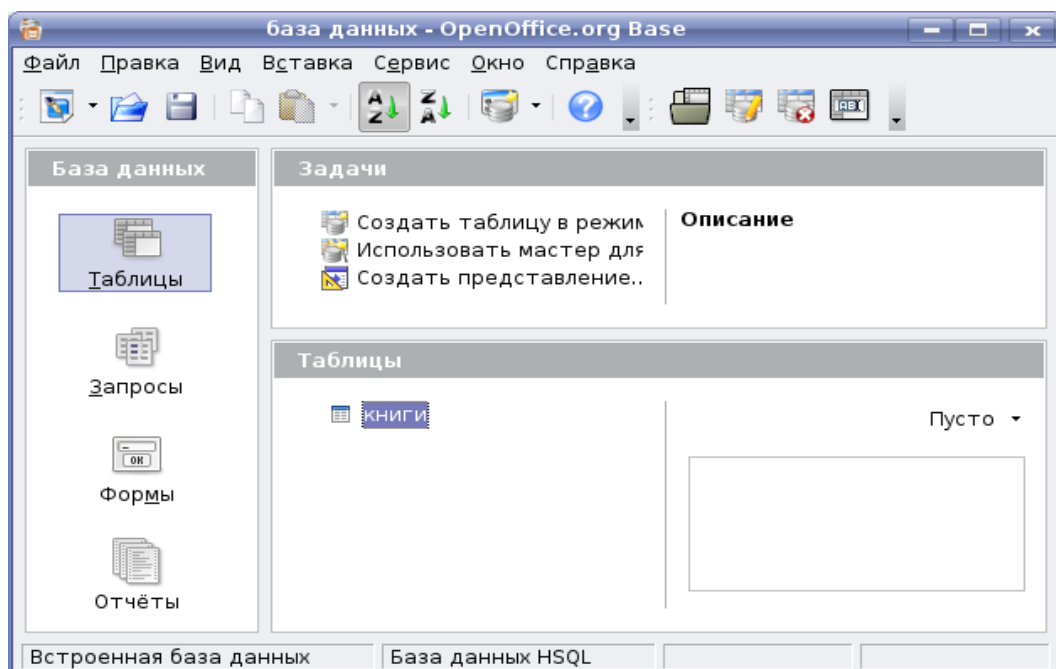 база данных - OpenOffice.org Base
Файл Правка Вид Вставка Сервис Окно Справка
База данных
Таблицы
Запросы
Формы
Отчёты
Задачи
Создать таблицу в режим
Использовать мастер для
Создать представление..
Описание
Таблицы
книги
Пусто
Встроенная база данных
База данных HSQL